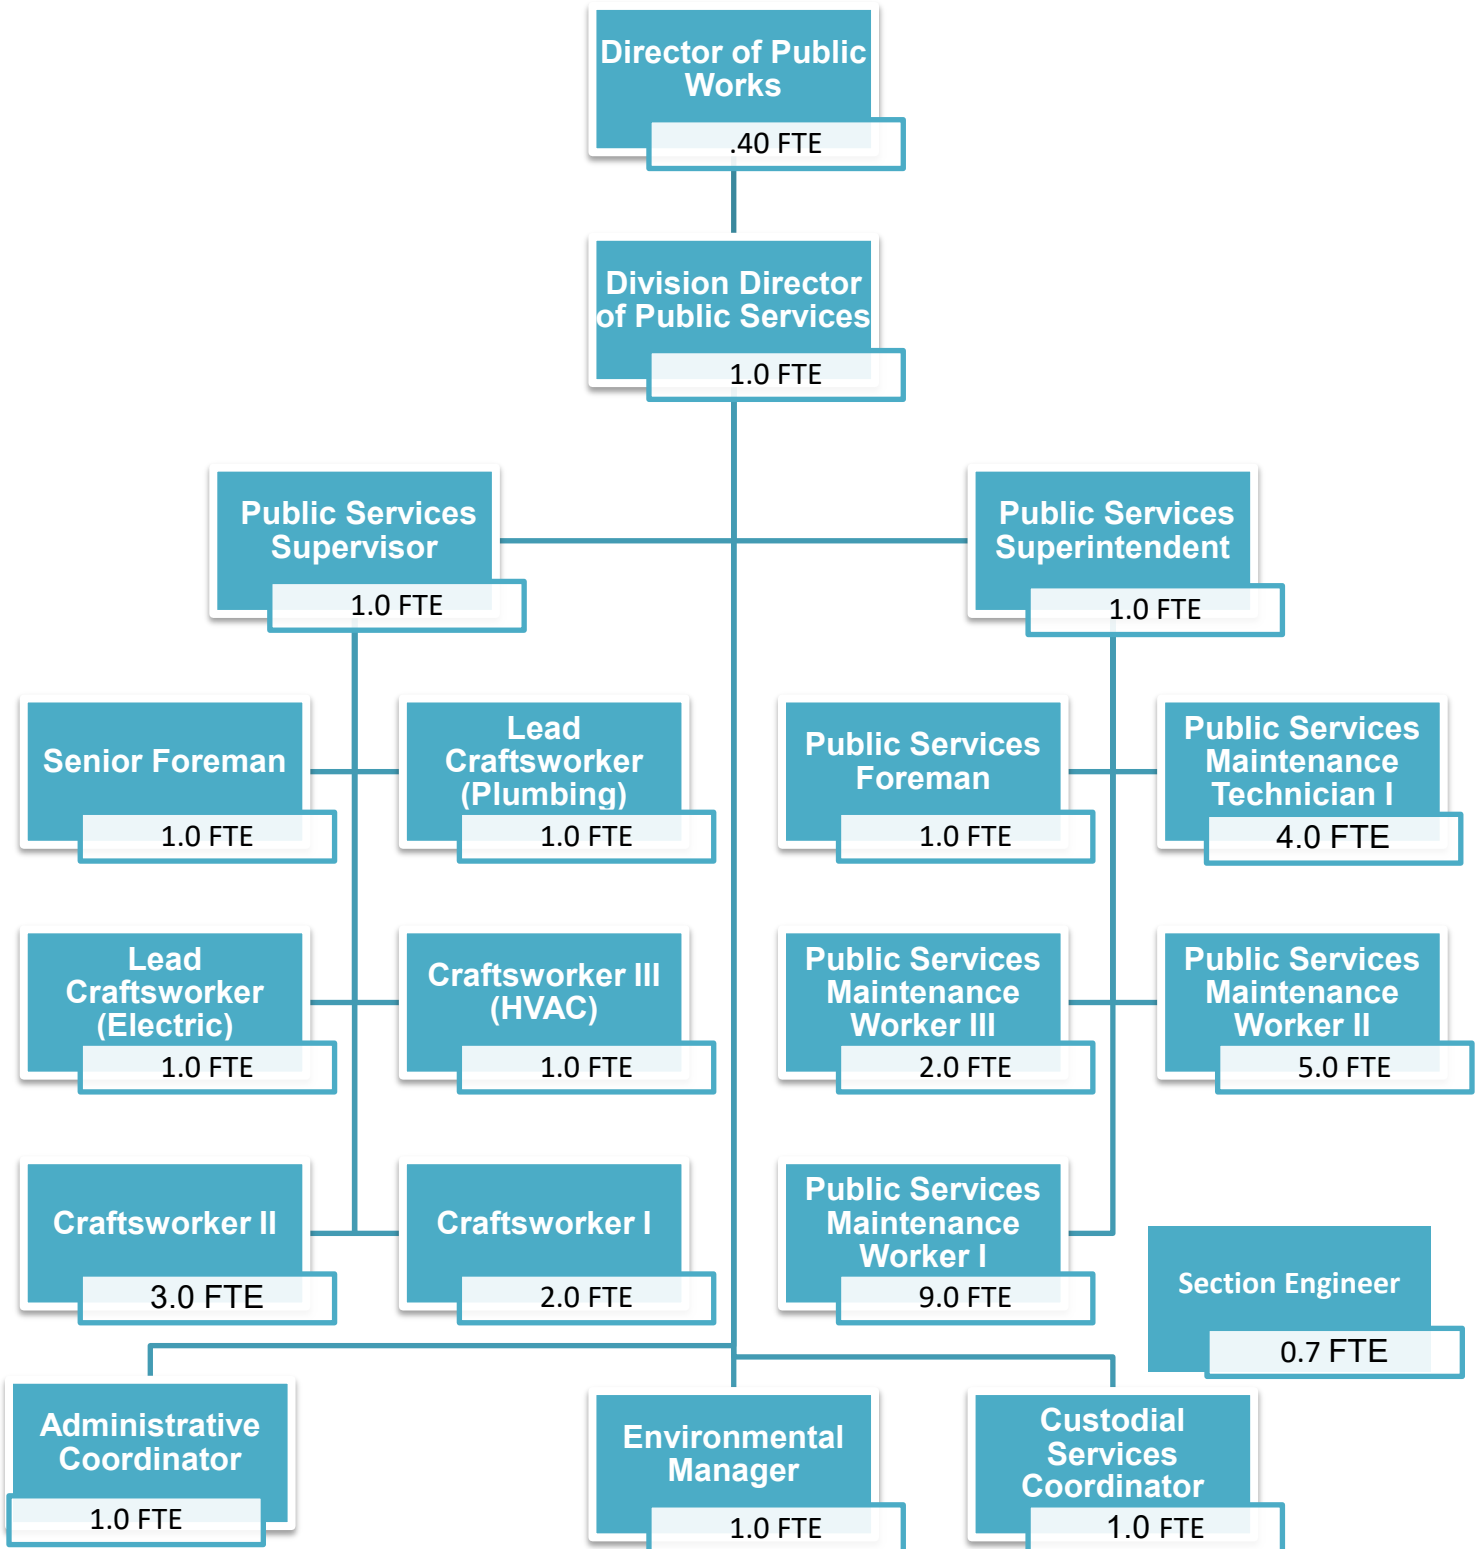 Director of Public
Works
.40 FTE
Division Director
of Public Services
1.0 FTE
Public Services
Supervisor
1.0 FTE
Public Services
Superintendent
1.0 FTE
Senior Foreman
1.0 FTE
Lead
Craftsworker
(Plumbing)
1.0 FTE
Public Services
Foreman
1.0 FTE
Public Services
Maintenance
Technician I
4.0 FTE
Lead
Craftsworker
(Electric)
1.0 FTE
Craftsworker III
(HVAC)
1.0 FTE
Public Services
Maintenance
Worker III
2.0 FTE
Public Services
Maintenance
Worker II
5.0 FTE
Craftsworker II
3.0 FTE
Craftsworker I
2.0 FTE
Public Services
Maintenance
Worker I
9.0 FTE
Section Engineer
0.7 FTE
Administrative
Coordinator
1.0 FTE
Environmental
Manager
1.0 FTE
Custodial
Services
Coordinator
1.0 FTE